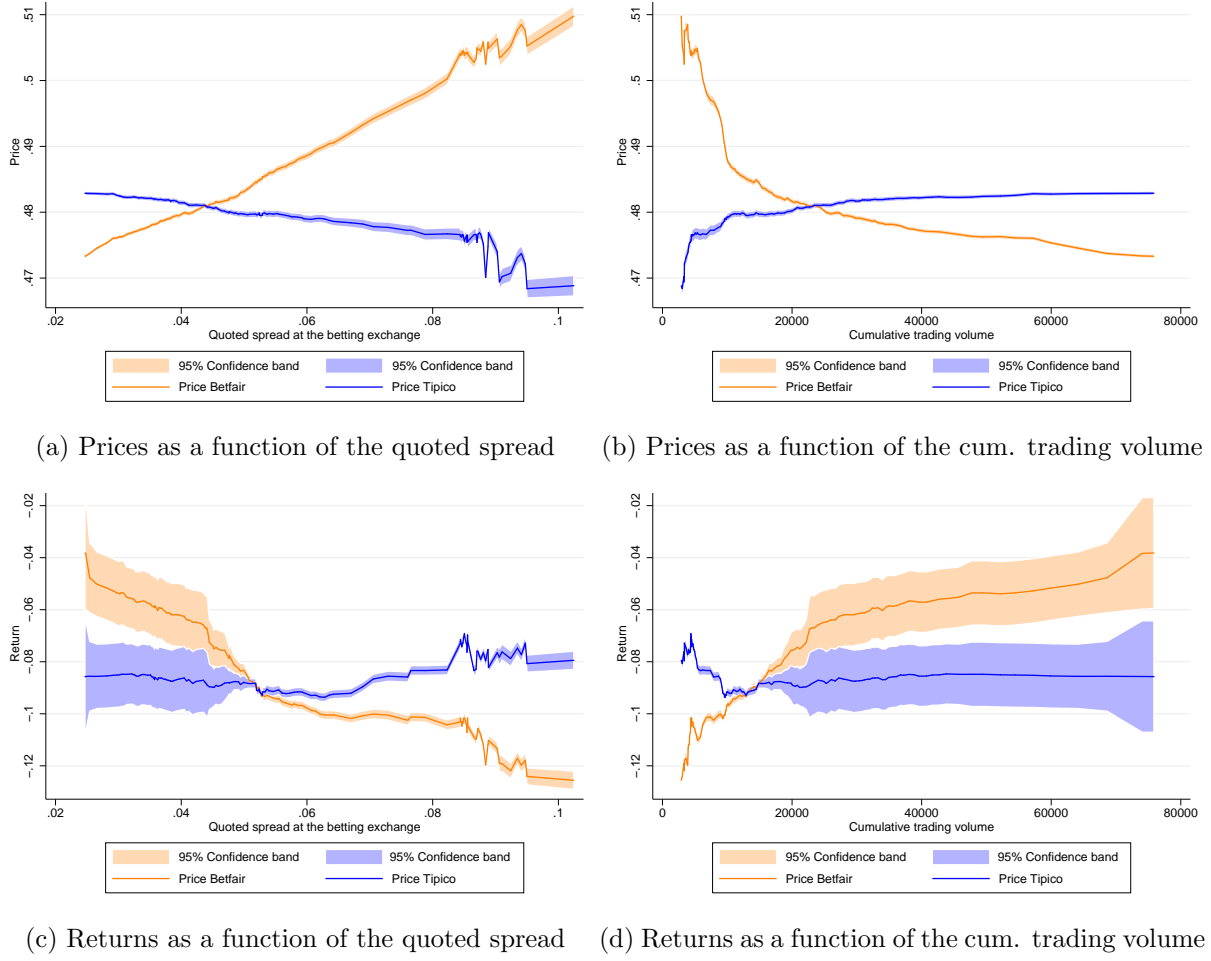 .51
.5
.49
.48
.47
Price
.02 .04 .06 .08 .1
Quoted spread at the betting exchange
95% Confidence band 95% Confidence band
Price Betfair Price Tipico
(a) Prices as a function of the quoted spread
.51
.5
.49
.48
.47
Price
0 20000 40000 60000 80000
Cumulative trading volume
95% Confidence band 95% Confidence band
Price Betfair Price Tipico
(b) Prices as a function of the cum. trading volume
-.02
-.04
-.06
-.08
-.1
-.12
Return
.02 .04 .06 .08 .1
Quoted spread at the betting exchange
95% Confidence band 95% Confidence band
Price Betfair Price Tipico
(c) Returns as a function of the quoted spread
-.02
-.04
-.06
-.08
-.1
-.12
Return
0 20000 40000 60000 80000
Cumulative trading volume
95% Confidence band 95% Confidence band
Price Betfair Price Tipico
(d) Returns as a function of the cum. trading volume